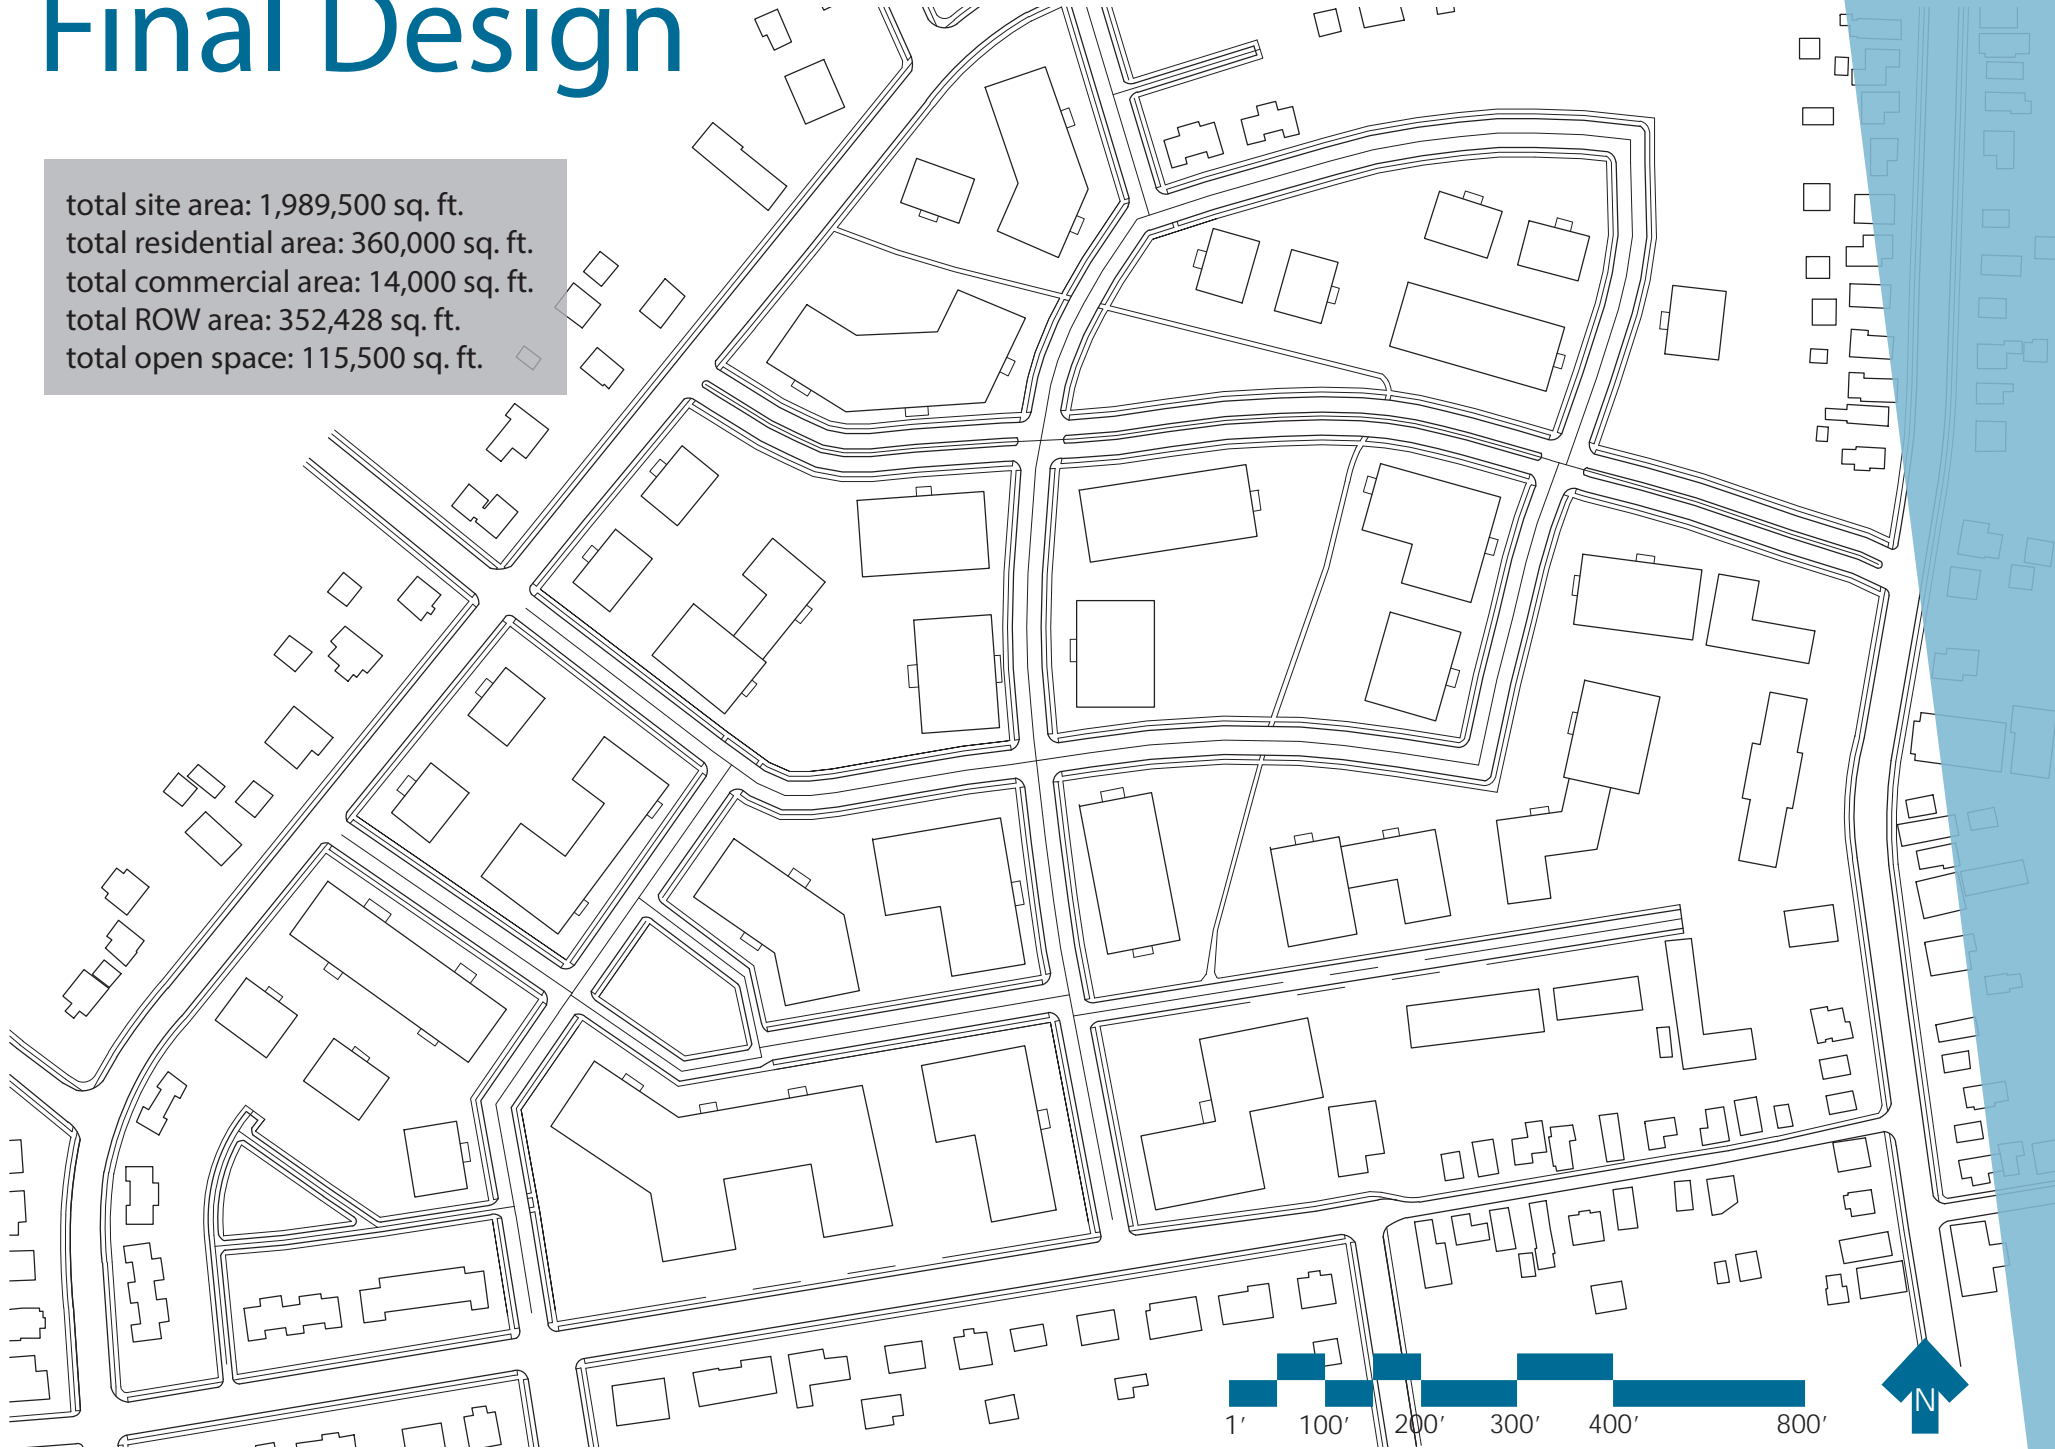 Final Design
total site area: 1,989,500 sq. ft.
total residential area: 360,000 sq. ft.
total commercial area: 14,000 sq. ft.
total ROW area: 352,428 sq. ft.
total open space: 115,500 sq. ft.
1' 100' 200' 300' 400' 800'
N